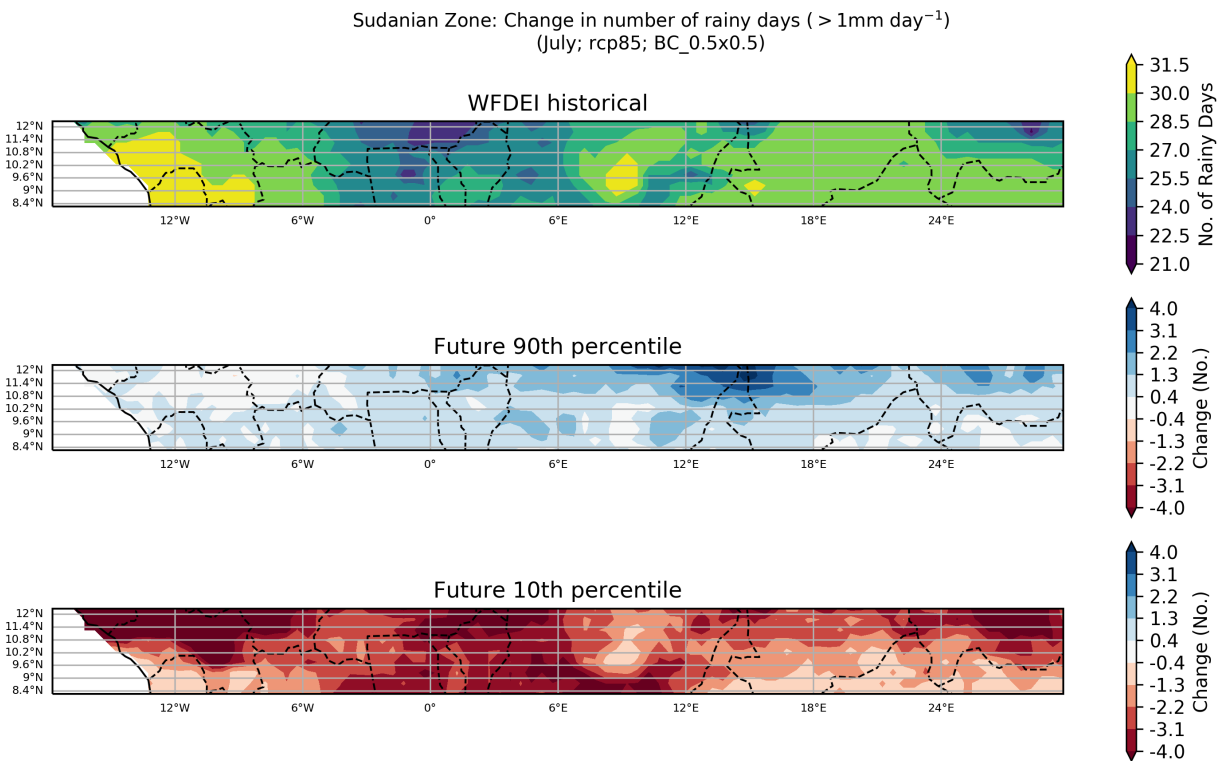 Sudanian Zone: Change in number of rainy days (>1mm day⁻¹)
(July; rcp85; BC_0.5x0.5)
WFDEI historical
12°N
11.4°N
10.8°N
10.2°N
9.6°N
9°N
8.4°N
12°W 6°W 0° 6°E 12°E 18°E 24°E
31.5
30.0
28.5
27.0
25.5
24.0
22.5
21.0
No. of Rainy Days
Future 90th percentile
12°N
11.4°N
10.8°N
10.2°N
9.6°N
9°N
8.4°N
12°W 6°W 0° 6°E 12°E 18°E 24°E
4.0
3.1
2.2
1.3
0.4
-0.4
-1.3
-2.2
-3.1
-4.0
Change (No.)
Future 10th percentile
12°N
11.4°N
10.8°N
10.2°N
9.6°N
9°N
8.4°N
12°W 6°W 0° 6°E 12°E 18°E 24°E
4.0
3.1
2.2
1.3
0.4
-0.4
-1.3
-2.2
-3.1
-4.0
Change (No.)